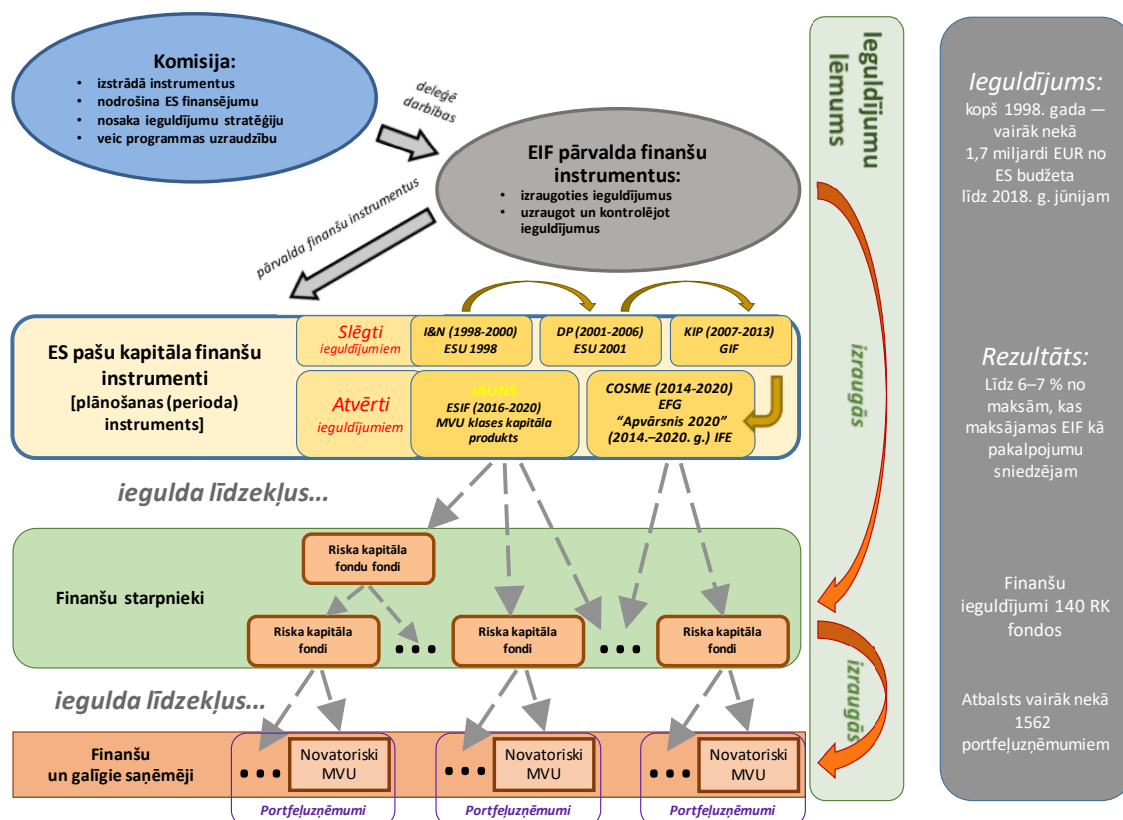 Komisija:
• izstrādā instrumentus
• nodrošina ES finansējumu
• nosaka ieguldījumu stratēģiju
• veic programmas uzraudzību
deleģē
darbības
EIF pārvalda finanšu
instrumentus:
• izraugoties ieguldījumus
• uzraugot un kontrolējot
ieguldījumus
pārvalda finanšu instrumentus
ES pašu kapitāla finanšu
instrumenti
[plānošanas (perioda)
instruments]
Slēgti
ieguldījumiem
I&N (1998-2000)
ESU 1998
DP (2001-2006)
ESU 2001
KIP (2007-2013)
GIF
Atvērti
ieguldījumiem
JAUNS
ESIF (2016-2020)
MVU klases kapitāla
produkts
COSME (2014-2020)
EFG
“Apvārsnis 2020”
(2014.–2020. g.) IFE
iegulda līdzekļus...
Finanšu starpnieki
Riska kapitāla
fondu fondi
Riska kapitāla
fondi
...
Riska kapitāla
fondi
...
Riska kapitāla
fondi
iegulda līdzekļus...
Finanšu
un galīgie saņēmēji
...
Novatoriski
MVU
...
Novatoriski
MVU
...
Novatoriski
MVU
Portfeļuzņēmumi
Portfeļuzņēmumi
Portfeļuzņēmumi
Ieguldījumu
lēmums
izraugās
izraugās
Ieguldījums:
kopš 1998. gada —
vairāk nekā
1,7 miljardi EUR no
ES budžeta
līdz 2018. g. jūnijam
Rezultāts:
Līdz 6–7 % no
maksām, kas
maksājamas EIF kā
pakalpojumu
sniedzējam
Finanšu
ieguldījumi 140 RK
fondos
Atbalsts vairāk nekā
1562
portfeļuzņēmumiem